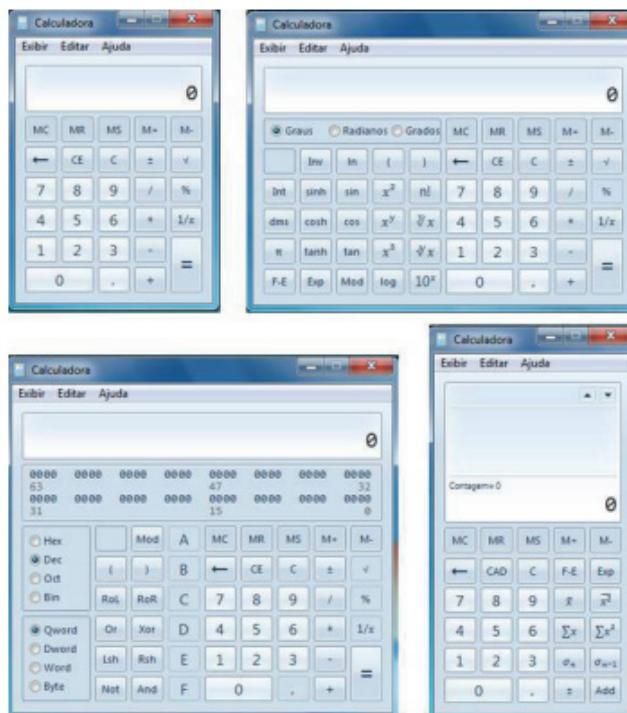 Calculadora
Exibir Editar Ajuda
0
MC MR MS M+ M-
← CE C ± √
7 8 9 / %
4 5 6 * 1/x
1 2 3 - =
0 , +
Calculadora
Exibir Editar Ajuda
0
Graus Radianos Grados MC MR MS M+ M-
Inv ln ( ) ← CE C ± √
Int sinh sin x² n! 7 8 9 / %
dms cosh cos xʸ ʸ√x 4 5 6 * 1/x
π tanh tan x³ ³√x 1 2 3 - =
F-E Exp Mod log 10ˣ 0 , +
Calculadora
Exibir Editar Ajuda
0
0000 0000 0000 0000 0000 0000 0000 0000
63 47 32
0000 0000 0000 0000 0000 0000 0000 0000
31 15 0
Hex Mod A MC MR MS M+ M-
Dec ( ) B ← CE C ± √
Oct
Bin RoL RoR C 7 8 9 / %
Qword Or Xor D 4 5 6 * 1/x
Dword
Word Lsh Rsh E 1 2 3 - =
Byte Not And F 0 , +
Calculadora
Exibir Editar Ajuda
Contagem= 0
0
MC MR MS M+ M-
← CAD C F-E Exp
7 8 9 x̄ x̄²
4 5 6 Σx Σx²
1 2 3 σₙ σₙ₋₁
0 , ± Add